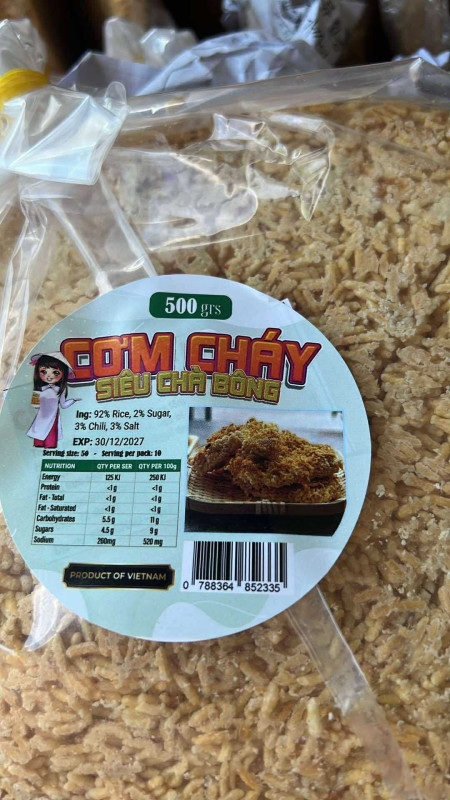 500 grs
CƠM CHÁY
SIÊU CHÀ BÔNG
Ing: 92% Rice, 2% Sugar,
3% Chili, 3% Salt
EXP: 30/12/2027
Serving size: 50 - Serving per pack: 10
NUTRITION QTY PER SER QTY PER 100g
Energy 125 KJ 250 KJ
Protein <1 g <1 g
Fat - Total <1 g <1 g
Fat - Saturated <1 g <1 g
Carbohydrates 5.5 g 11 g
Sugars 4.5 g 9 g
Sodium 260mg 520 mg
PRODUCT OF VIETNAM
0 788364 852335